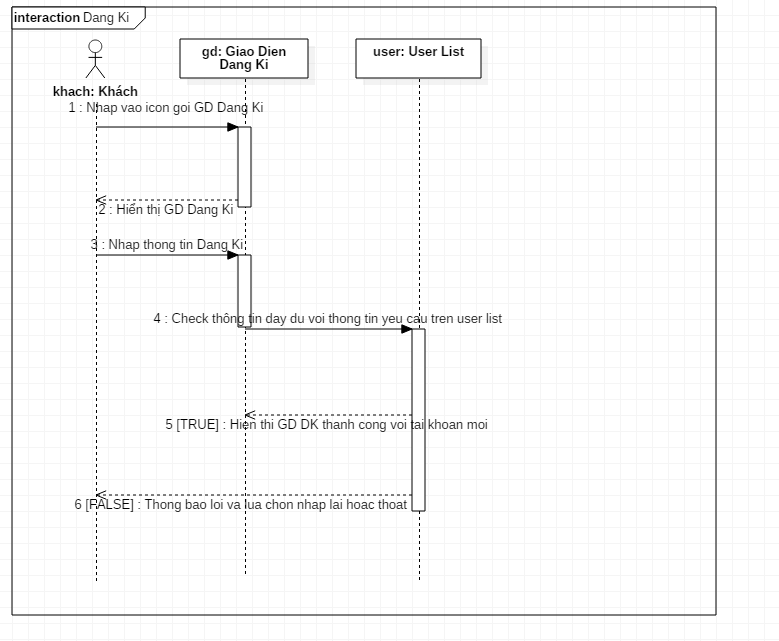 interaction Dang Ki
gd: Giao Dien
Dang Ki
user: User List
khach: Khách
1 : Nhap vao icon goi GD Dang Ki
2 : Hiển thị GD Dang Ki
3 : Nhap thong tin Dang Ki
4 : Check thông tin day du voi thong tin yeu cau tren user list
5 [TRUE] : Hien thi GD DK thanh cong voi tai khoan moi
6 [FALSE] : Thong bao loi va lua chon nhap lai hoac thoat